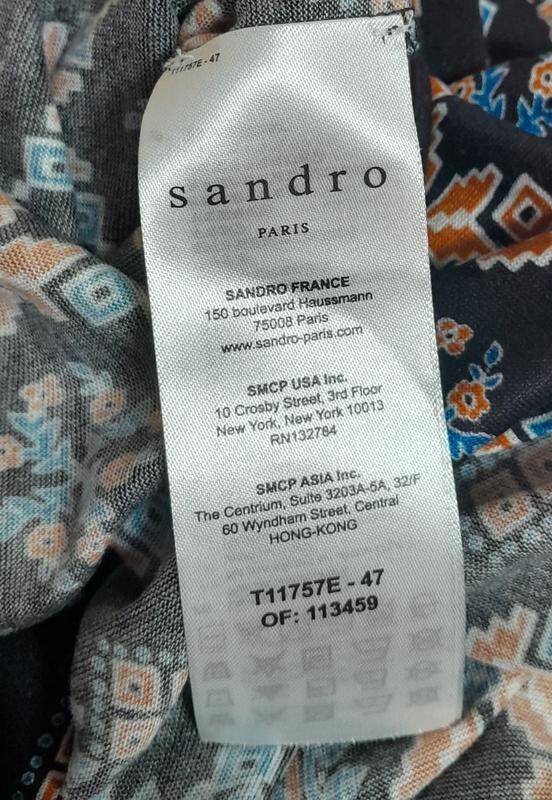 T11757E - 47
sandro
PARIS
SANDRO FRANCE
150 boulevard Haussmann
75008 Paris
www.sandro-paris.com
SMCP USA Inc.
10 Crosby Street, 3rd Floor
New York, New York 10013
RN132784
SMCP ASIA Inc.
The Centrium, Suite 3203A-5A, 32/F
60 Wyndham Street, Central
HONG-KONG
T11757E - 47
OF: 113459